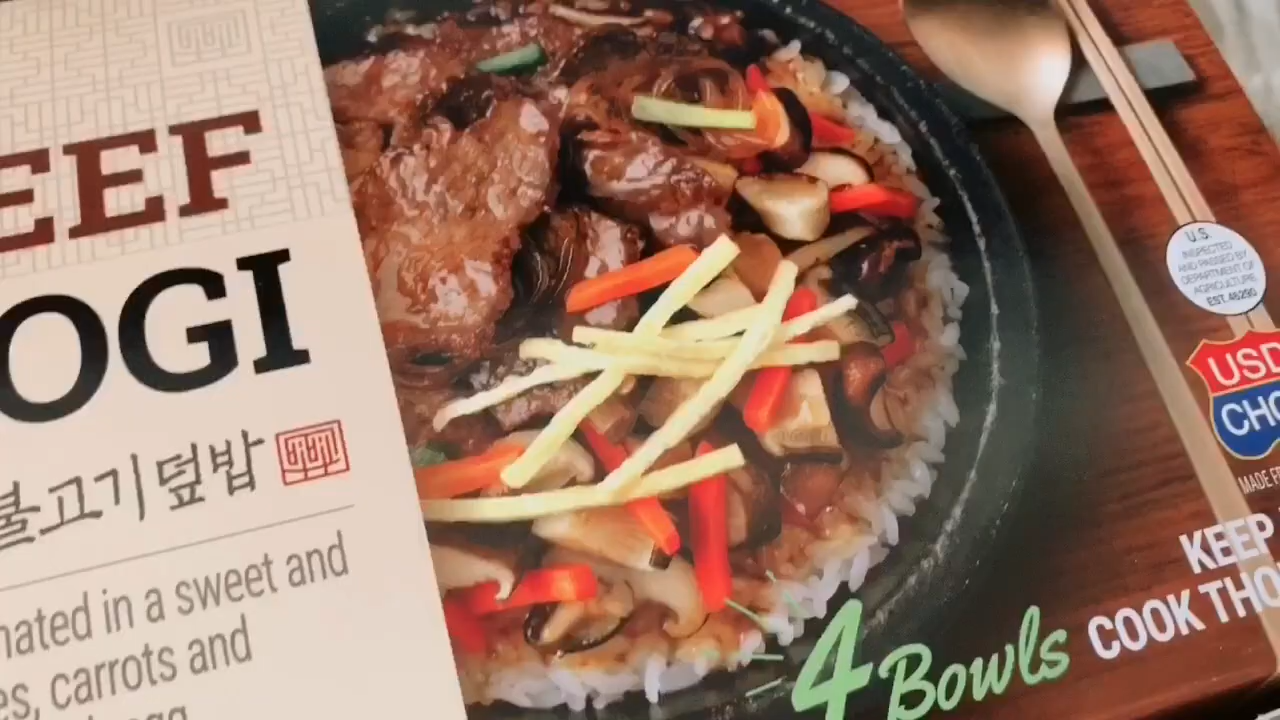 EEF
OGI
불고기덮밥
nated in a sweet and
es, carrots and
egg
4 Bowls
U.S.
INSPECTED
AND PASSED BY
DEPARTMENT OF
AGRICULTURE
EST. 46290
USD
CHO
MADE F
KEEP
COOK THO